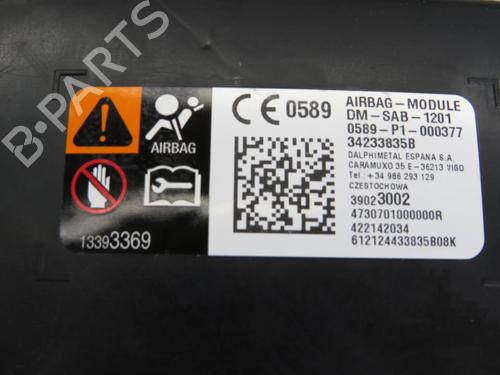 B-PARTS
AIRBAG
13393369
CE 0589
AIRBAG-MODULE
DM-SAB-1201
0589-P1-000377
34233835B
DALPHIMETAL ESPANA S.A.
CARAMUXO 35 E-36213 VIGO
Tel.: +34 986 293 129
CZESTOCHOWA
39023002
4730701000000R
422142034
612124433835B08K